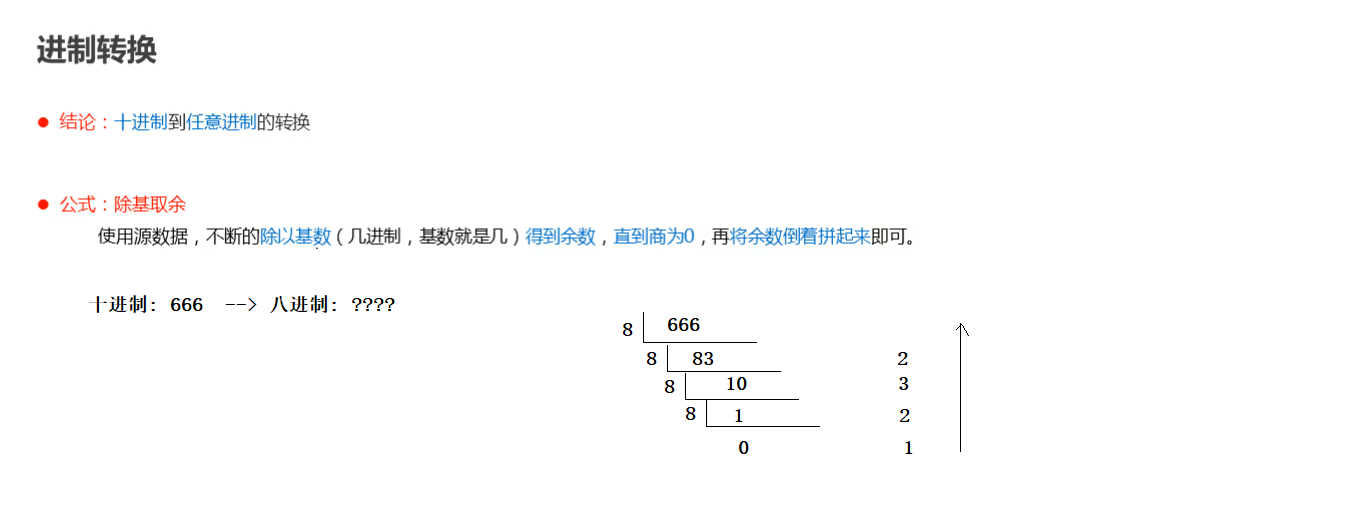 进制转换
结论：十进制到任意进制的转换
公式：除基取余
使用源数据，不断的除以基数（几进制，基数就是几）得到余数，直到商为0，再将余数倒着拼起来即可。
十进制: 666 --> 八进制: ????
8 666
8 83 2
8 10 3
8 1 2
0 1